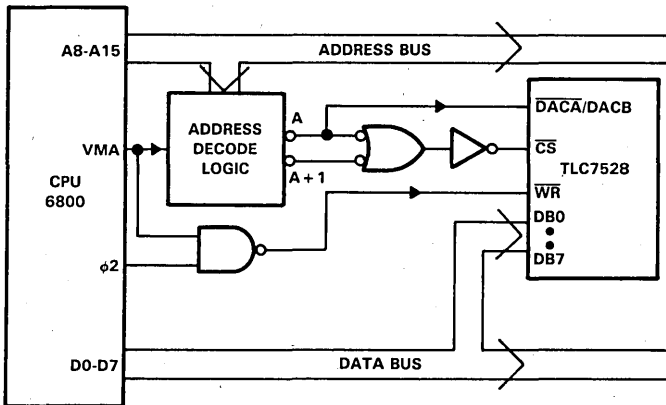 A8-A15
ADDRESS BUS
VMA
ADDRESS
DECODE
LOGIC
A
A + 1
CPU
6800
φ2
D0-D7
DATA BUS
DACA/DACB
CS
TLC7528
WR
DB0
DB7